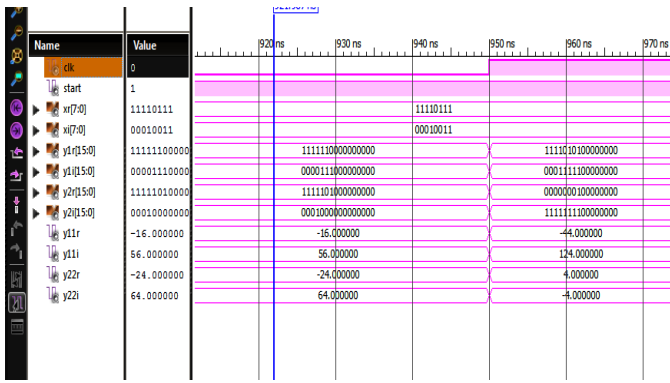 Name Value 920 ns 930 ns 940 ns 950 ns 960 ns 970 ns
clk 0
start 1
xr[7:0] 11110111 11110111
xi[7:0] 00010011 00010011
y1r[15:0] 11111100000 1111110000000000 1111010100000000
y1i[15:0] 00001110000 0000111000000000 0001111100000000
y2r[15:0] 11111010000 1111101000000000 0000000100000000
y2i[15:0] 00010000000 0001000000000000 1111111100000000
y11r -16.000000 -16.000000 -44.000000
y11i 56.000000 56.000000 124.000000
y22r -24.000000 -24.000000 4.000000
y22i 64.000000 64.000000 -4.000000